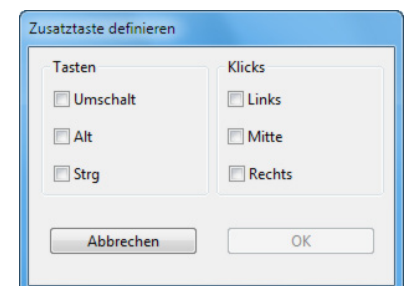 Zusatztaste definieren
Tasten
Klicks
Umschalt
Links
Alt
Mitte
Strg
Rechts
Abbrechen
OK